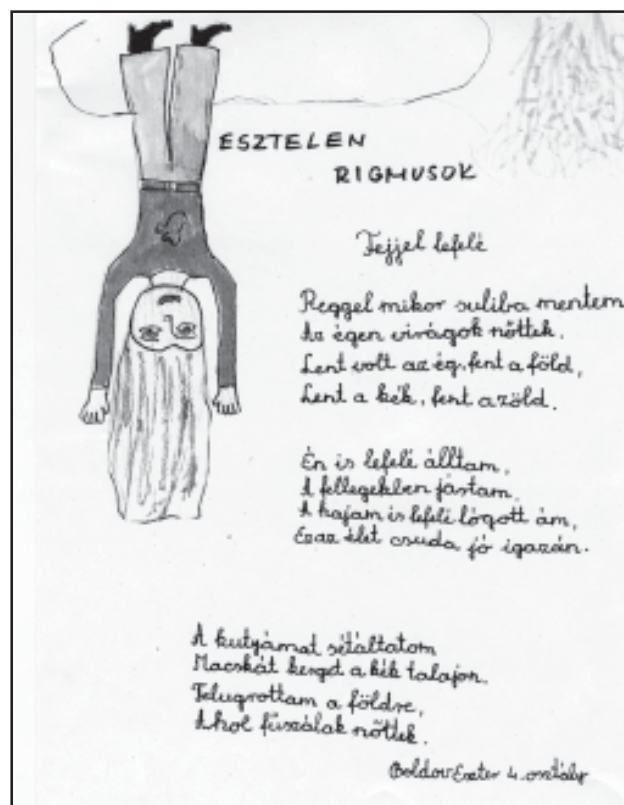 ESZTELEN
RIGMUSOK
Fejjel lefelé
Reggel mikor suliba mentem
Az égen virágok nőttek.
Lent volt az ég, fent a föld,
Lent a kék, fent a zöld.
Én is lefelé álltam,
A fellegekben jástam.
A hajam is lefelé lógott ám,
Ez az élet csuda jó igazán.
A kutyámat sétáltatom
Macskát kerget a kék talajon.
Felugrottam a földre,
Ahol fűszálak nőttek.
Boldov Eszter 4. osztály